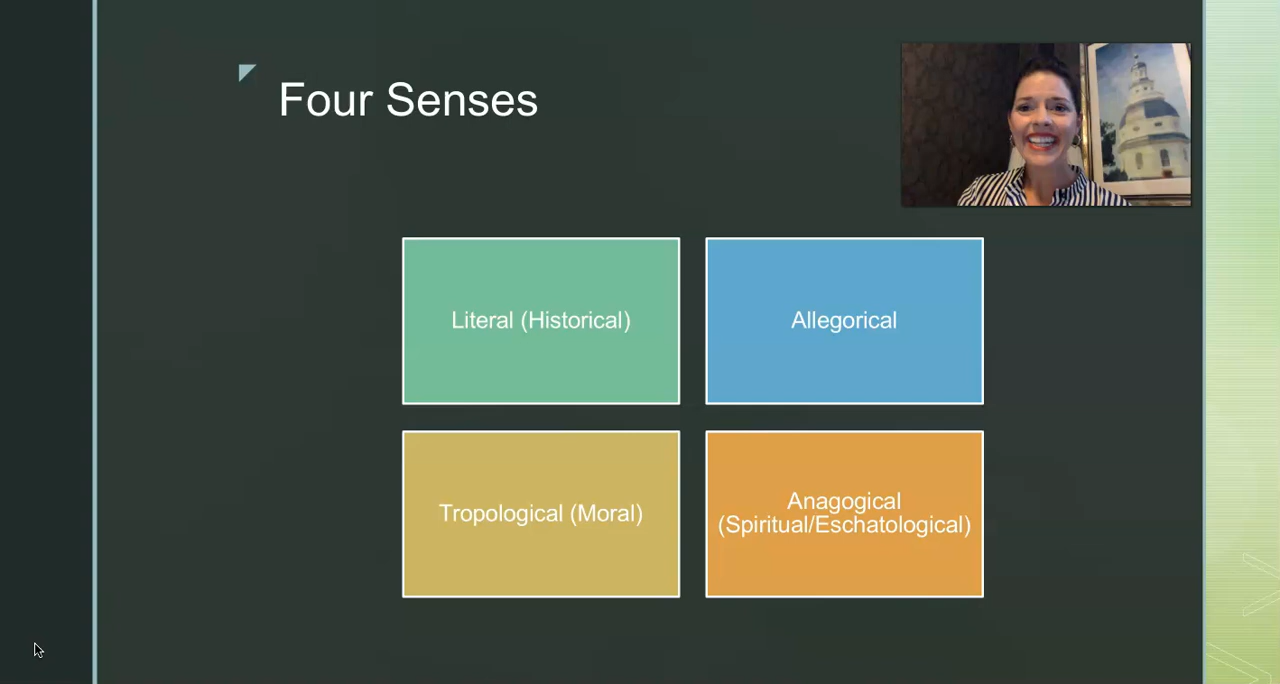 Four Senses
Literal (Historical)
Allegorical
Tropological (Moral)
Anagogical
(Spiritual/Eschatological)